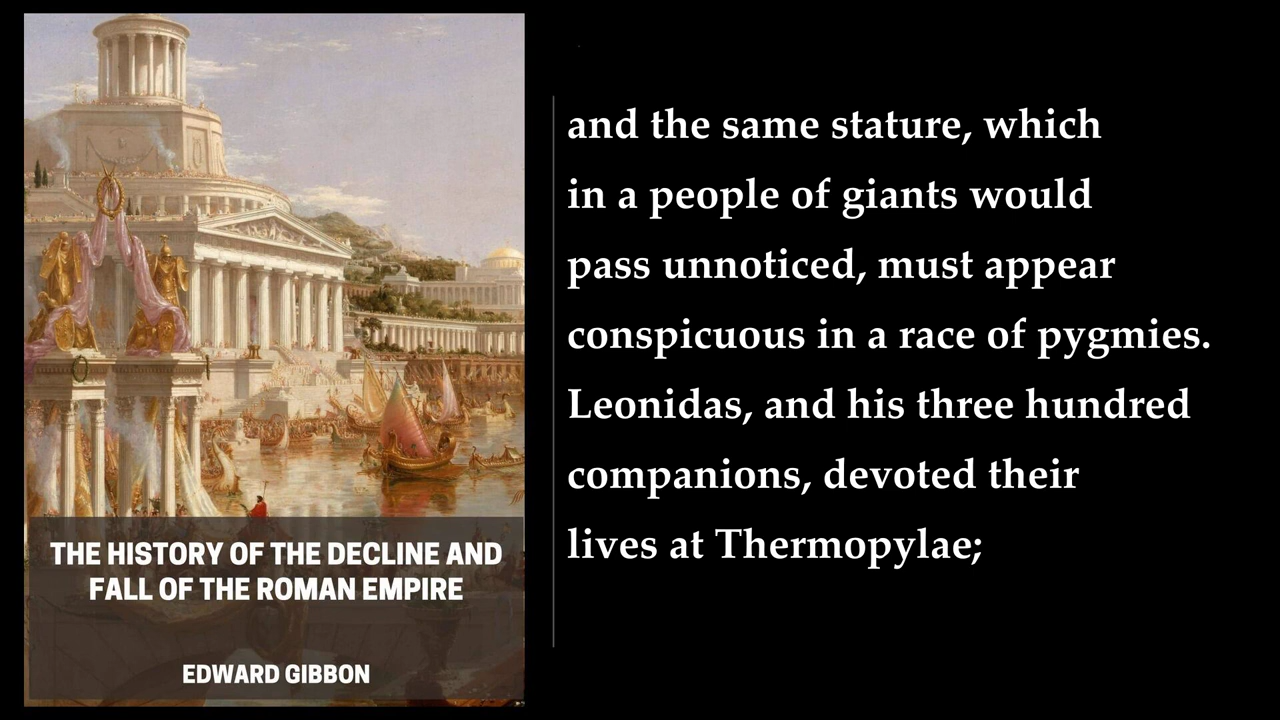 THE HISTORY OF THE DECLINE AND
FALL OF THE ROMAN EMPIRE
EDWARD GIBBON
and the same stature, which
in a people of giants would
pass unnoticed, must appear
conspicuous in a race of pygmies.
Leonidas, and his three hundred
companions, devoted their
lives at Thermopylae;